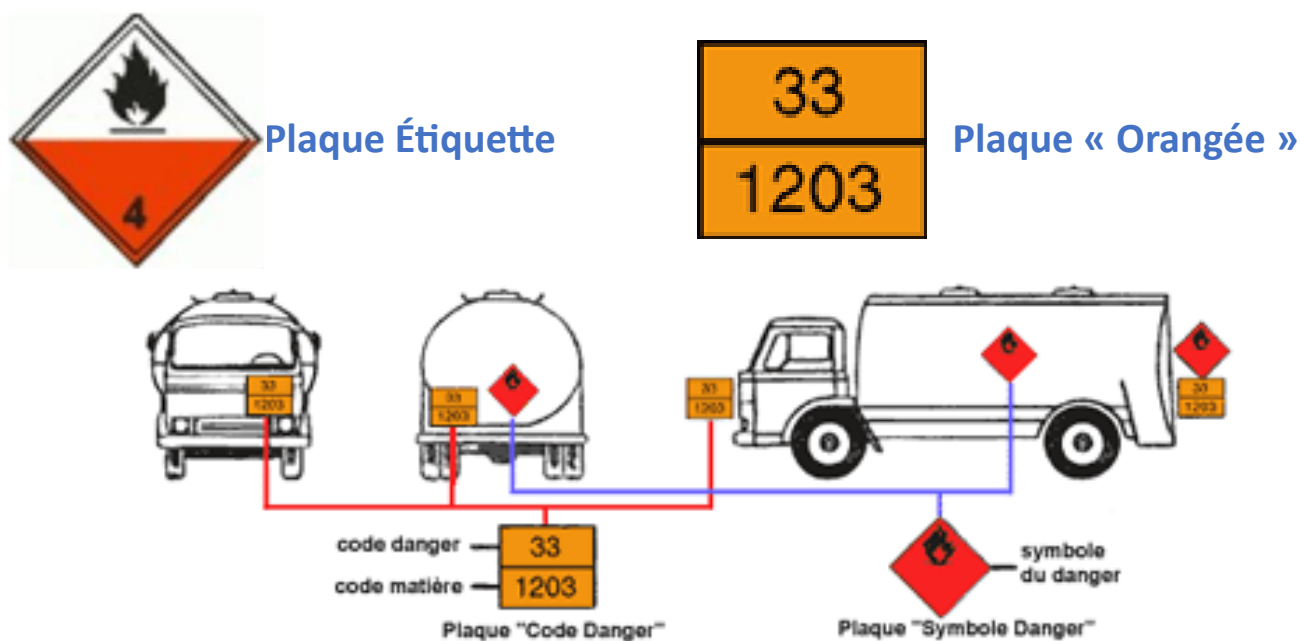 33
1203
4
Plaque Étiquette
Plaque « Orangée »
33
1203
33
1203
33
1203
33
1203
code danger
33
code matière
1203
Plaque "Code Danger"
symbole
du danger
Plaque "Symbole Danger"